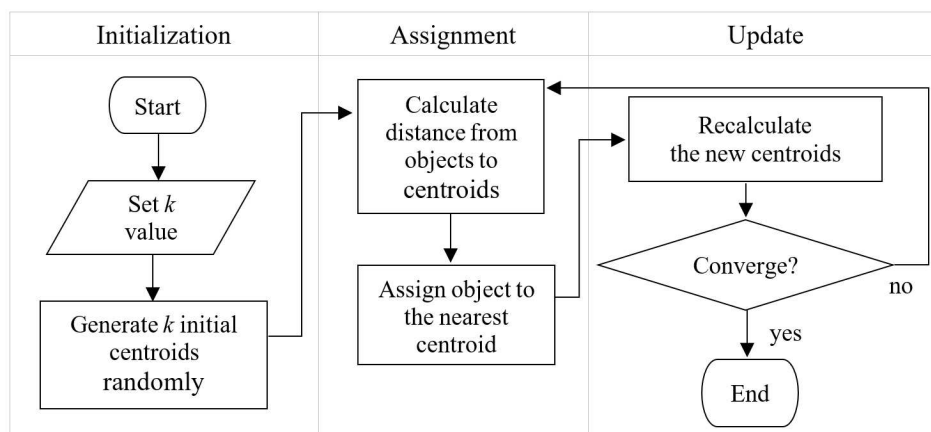 Initialization
Start
Set k
value
Generate k initial
centroids
randomly
Assignment
Calculate
distance from
objects to
centroids
Assign object to
the nearest
centroid
Update
Recalculate
the new centroids
Converge?
no
yes
End